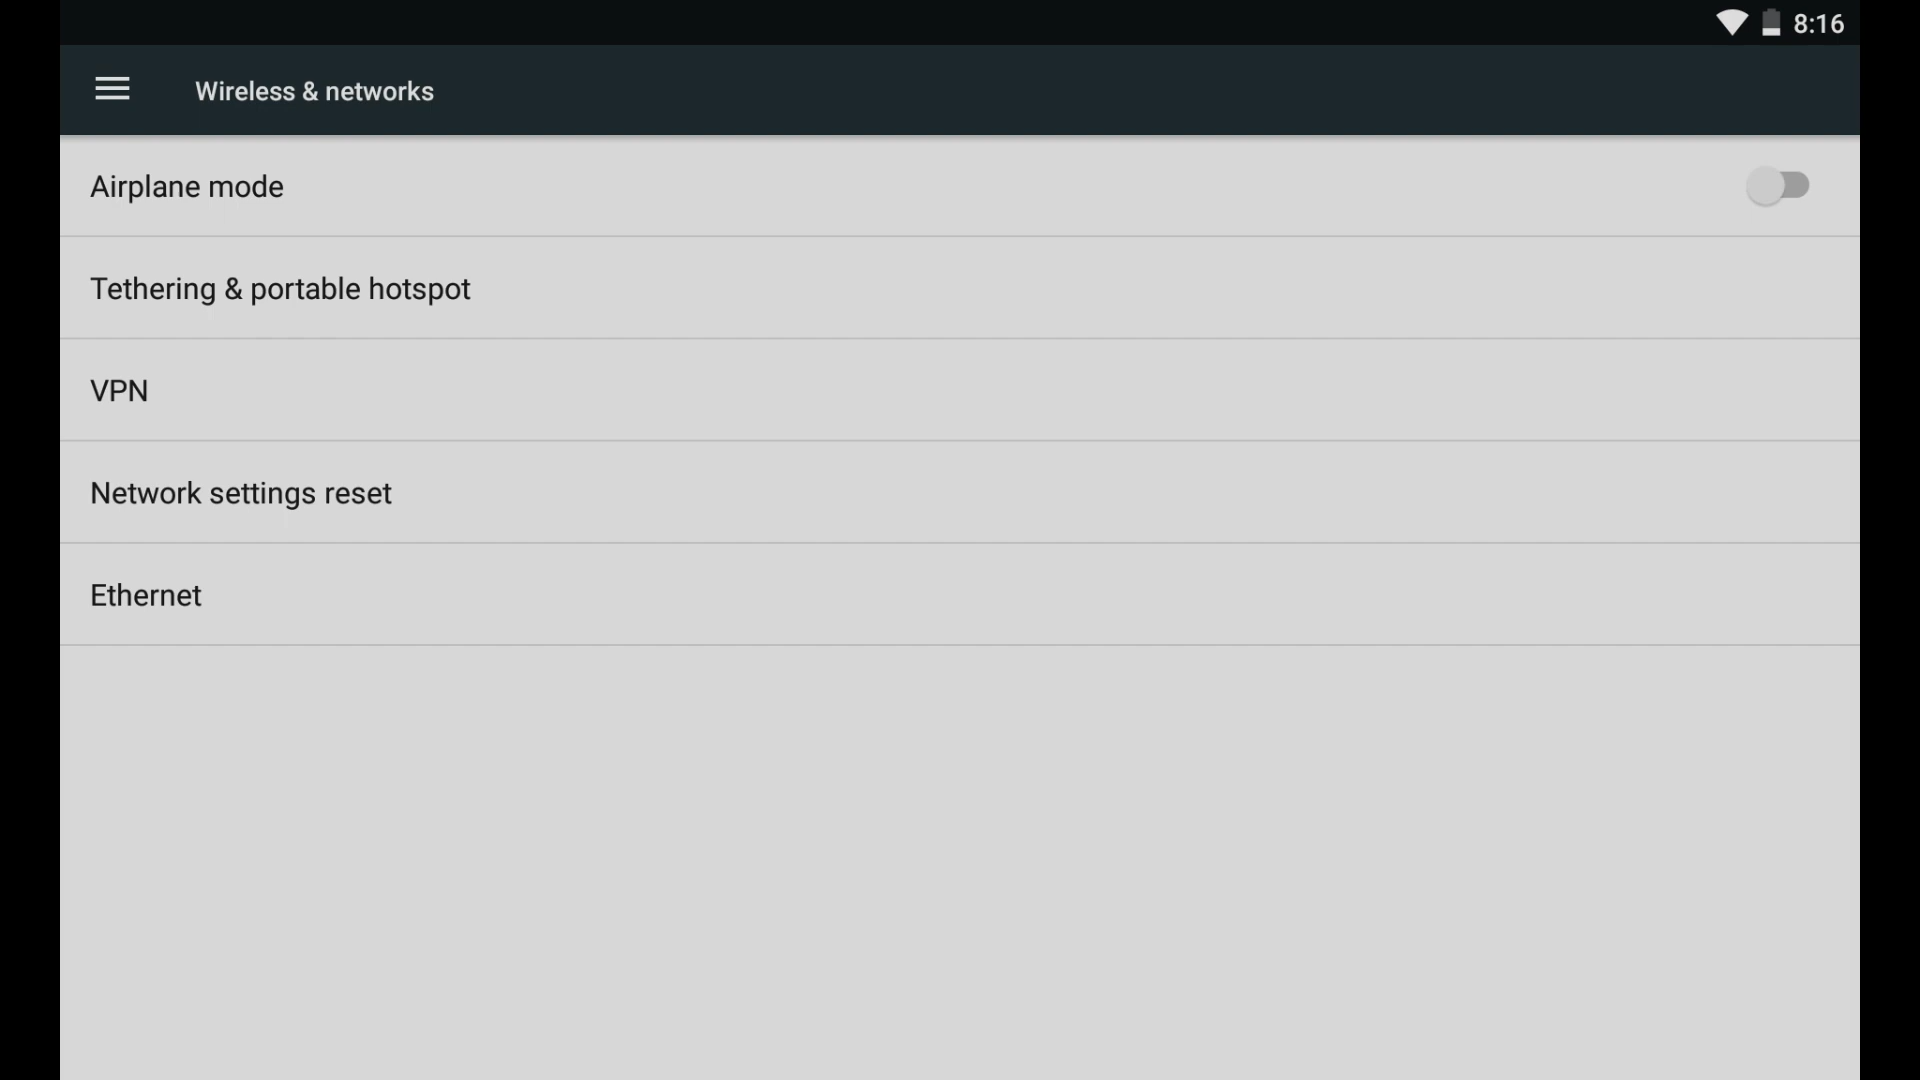 8:16
Wireless & networks
Airplane mode
Tethering & portable hotspot
VPN
Network settings reset
Ethernet